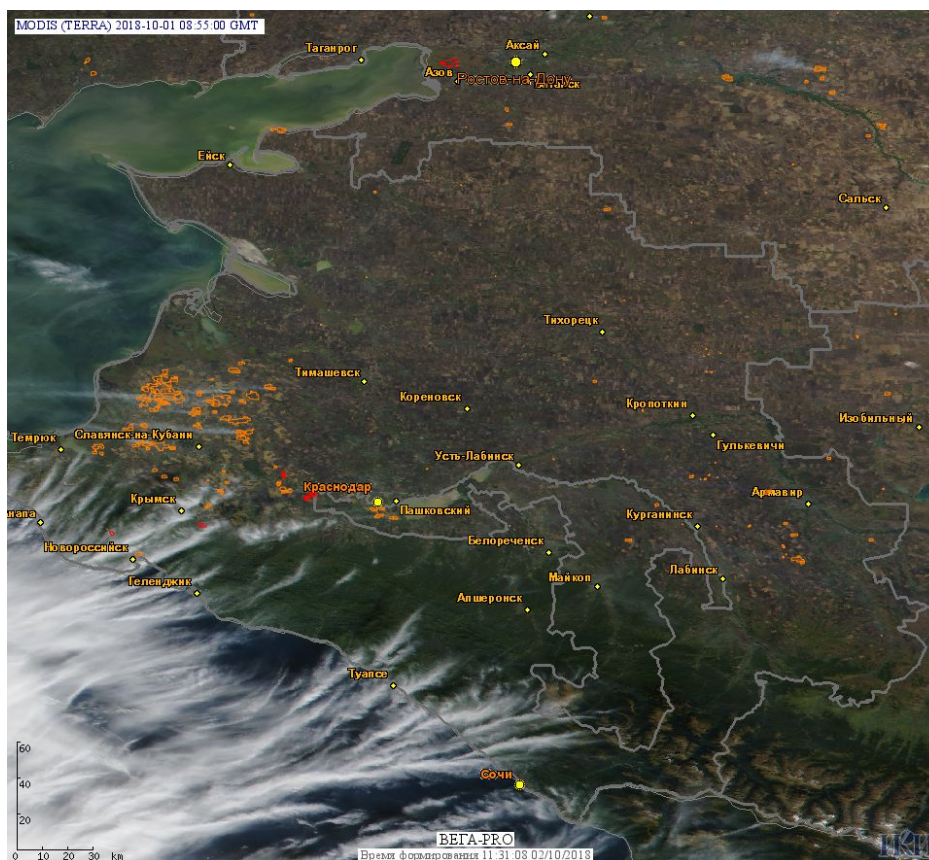 MODIS (TERRA) 2018-10-01 08:55:00 GMT
Таганрог
Аксай
Азов
Ростов-на-Дону
Батайск
Ейск
Сальск
Тихорецк
Тимашевск
Кореновск
Кропоткин
Изобильный
Темрюк
Славянск-на-Кубани
Гулькевичи
Усть-Лабинск
Краснодар
Армавир
Крымск
Пашковский
Курганинск
напа
Белореченск
Новороссийск
Майкоп
Лабинск
Геленджик
Апшеронск
Туапсе
60
Сочи
40
20
ВЕГА-PRO
ИКИ
0 10 20 30 km
Время формирования 11:31:08 02/10/2018